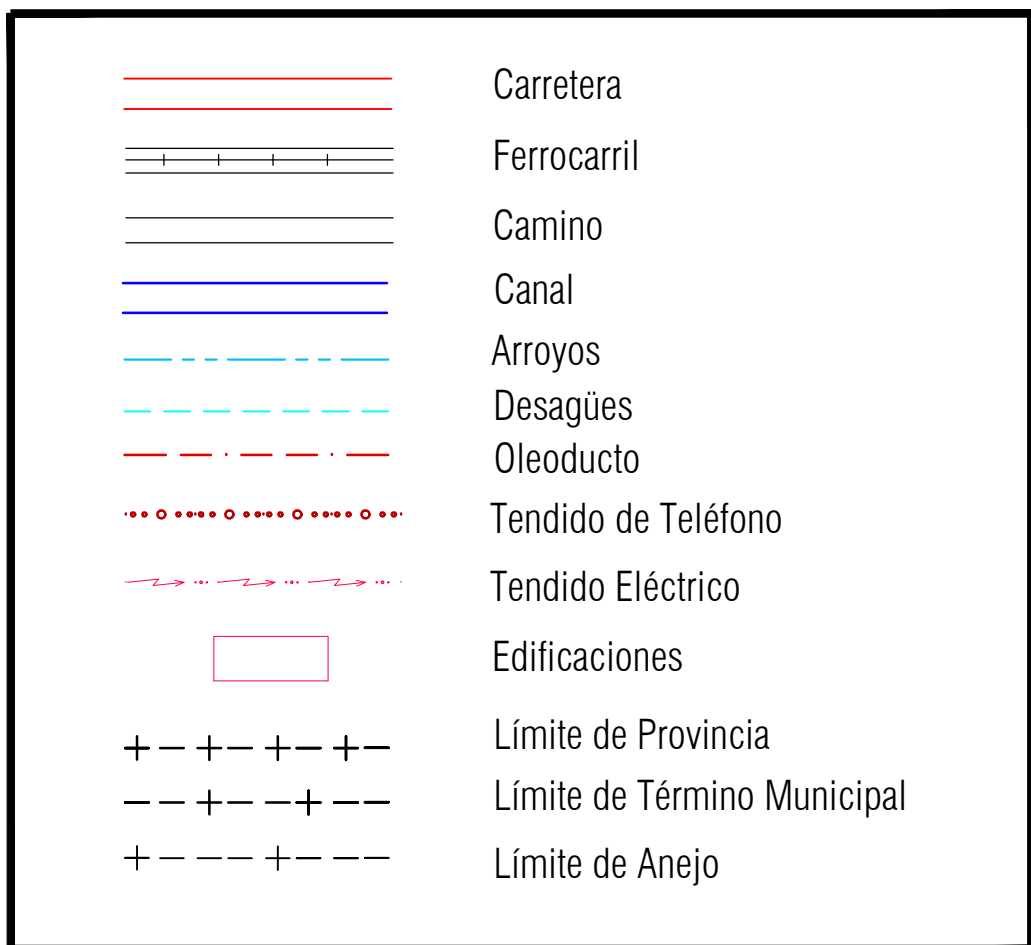 Carretera
Ferrocarril
Camino
Canal
Arroyos
Desagües
Oleoducto
Tendido de Teléfono
Tendido Eléctrico
Edificaciones
Límite de Provincia
Límite de Término Municipal
Límite de Anejo